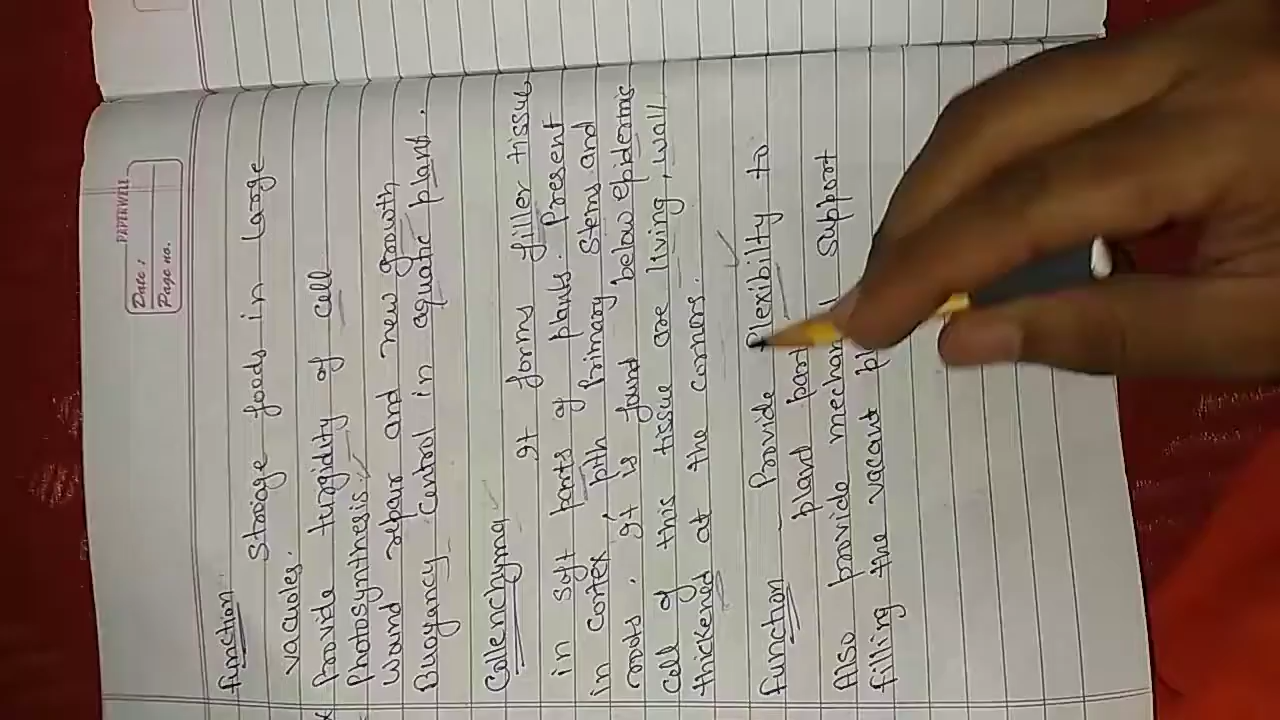 PAPERWELL
Date :
Page no.
Function
Storage foods in large
vacuoles.
Provide turgidity of cell
Photosynthesis
Wound repair and new growth
Buoyancy Control in aquatic plant.
Collenchyma
It forms filler tissue
in soft parts of plants. Present
in cortex, pith primary Stems and
roots. It is found below epidermis
Cell of this tissue are living, wall
thickened at the corners.
Function - Provide Flexibilty to
plant part
Also provide Support
filling the vacant